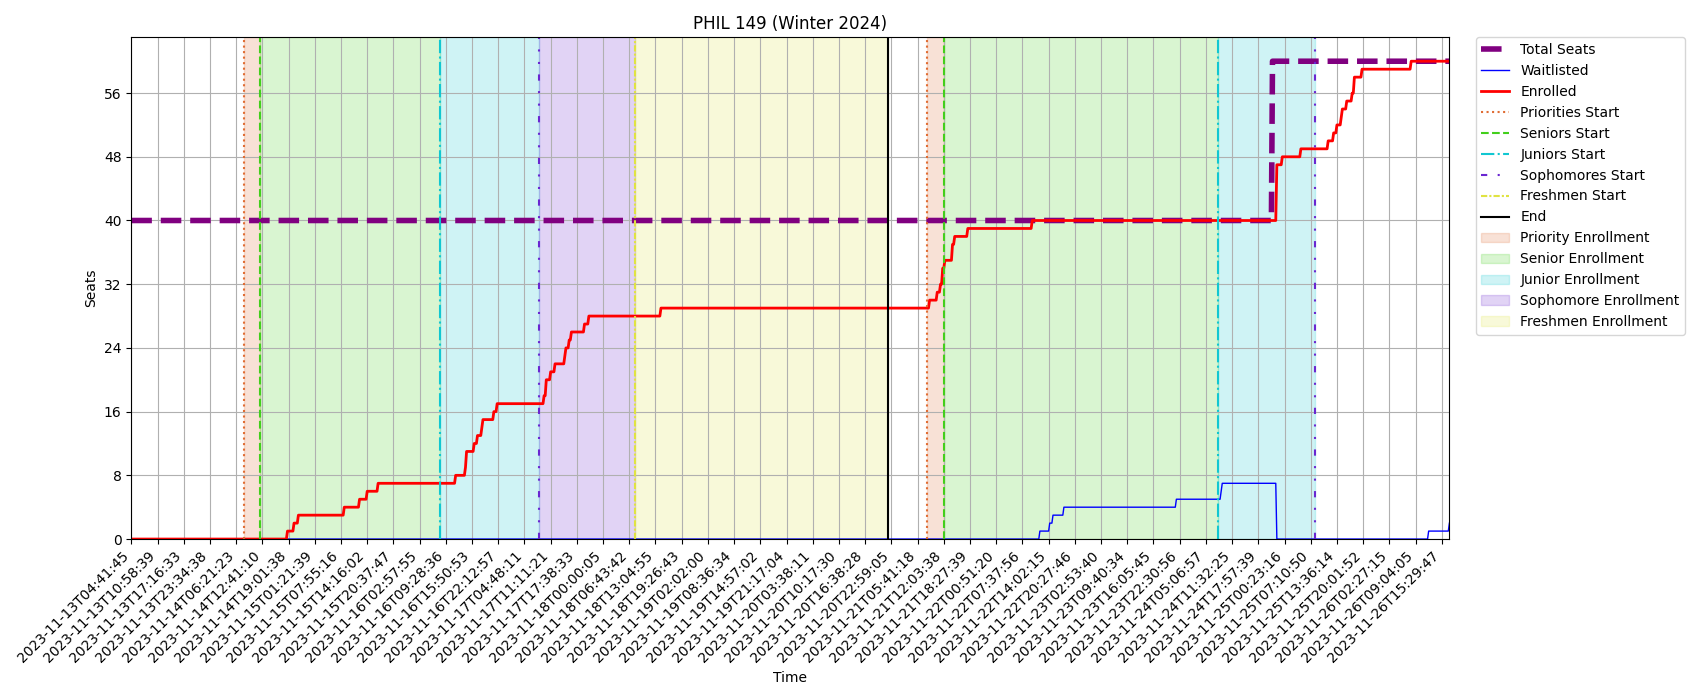 PHIL 149 (Winter 2024)
Total Seats
Waitlisted
Enrolled
Priorities Start
Seniors Start
Juniors Start
Sophomores Start
Freshmen Start
End
Priority Enrollment
Senior Enrollment
Junior Enrollment
Sophomore Enrollment
Freshmen Enrollment
Seats
56
48
40
32
24
16
8
0
2023-11-13T04:41:45
2023-11-13T10:58:39
2023-11-13T17:16:33
2023-11-13T23:34:38
2023-11-14T06:21:23
2023-11-14T12:41:10
2023-11-14T19:01:38
2023-11-15T01:21:39
2023-11-15T07:55:16
2023-11-15T14:16:02
2023-11-15T20:37:47
2023-11-16T02:57:55
2023-11-16T09:28:36
2023-11-16T15:50:53
2023-11-16T22:12:57
2023-11-17T04:48:11
2023-11-17T11:11:21
2023-11-17T17:38:33
2023-11-18T00:00:05
2023-11-18T06:43:42
2023-11-18T13:04:55
2023-11-18T19:26:43
2023-11-19T02:02:00
2023-11-19T08:36:34
2023-11-19T14:57:02
2023-11-19T21:17:04
2023-11-20T03:38:11
2023-11-20T10:17:30
2023-11-20T16:38:28
2023-11-20T22:59:05
2023-11-21T05:41:18
2023-11-21T12:03:38
2023-11-21T18:27:39
2023-11-22T00:51:20
2023-11-22T07:37:56
2023-11-22T14:02:15
2023-11-22T20:27:46
2023-11-23T02:53:40
2023-11-23T09:40:34
2023-11-23T16:05:45
2023-11-23T22:30:56
2023-11-24T05:06:57
2023-11-24T11:32:25
2023-11-24T17:57:39
2023-11-25T00:23:16
2023-11-25T07:10:50
2023-11-25T13:36:14
2023-11-25T20:01:52
2023-11-26T02:27:15
2023-11-26T09:04:05
2023-11-26T15:29:47
Time